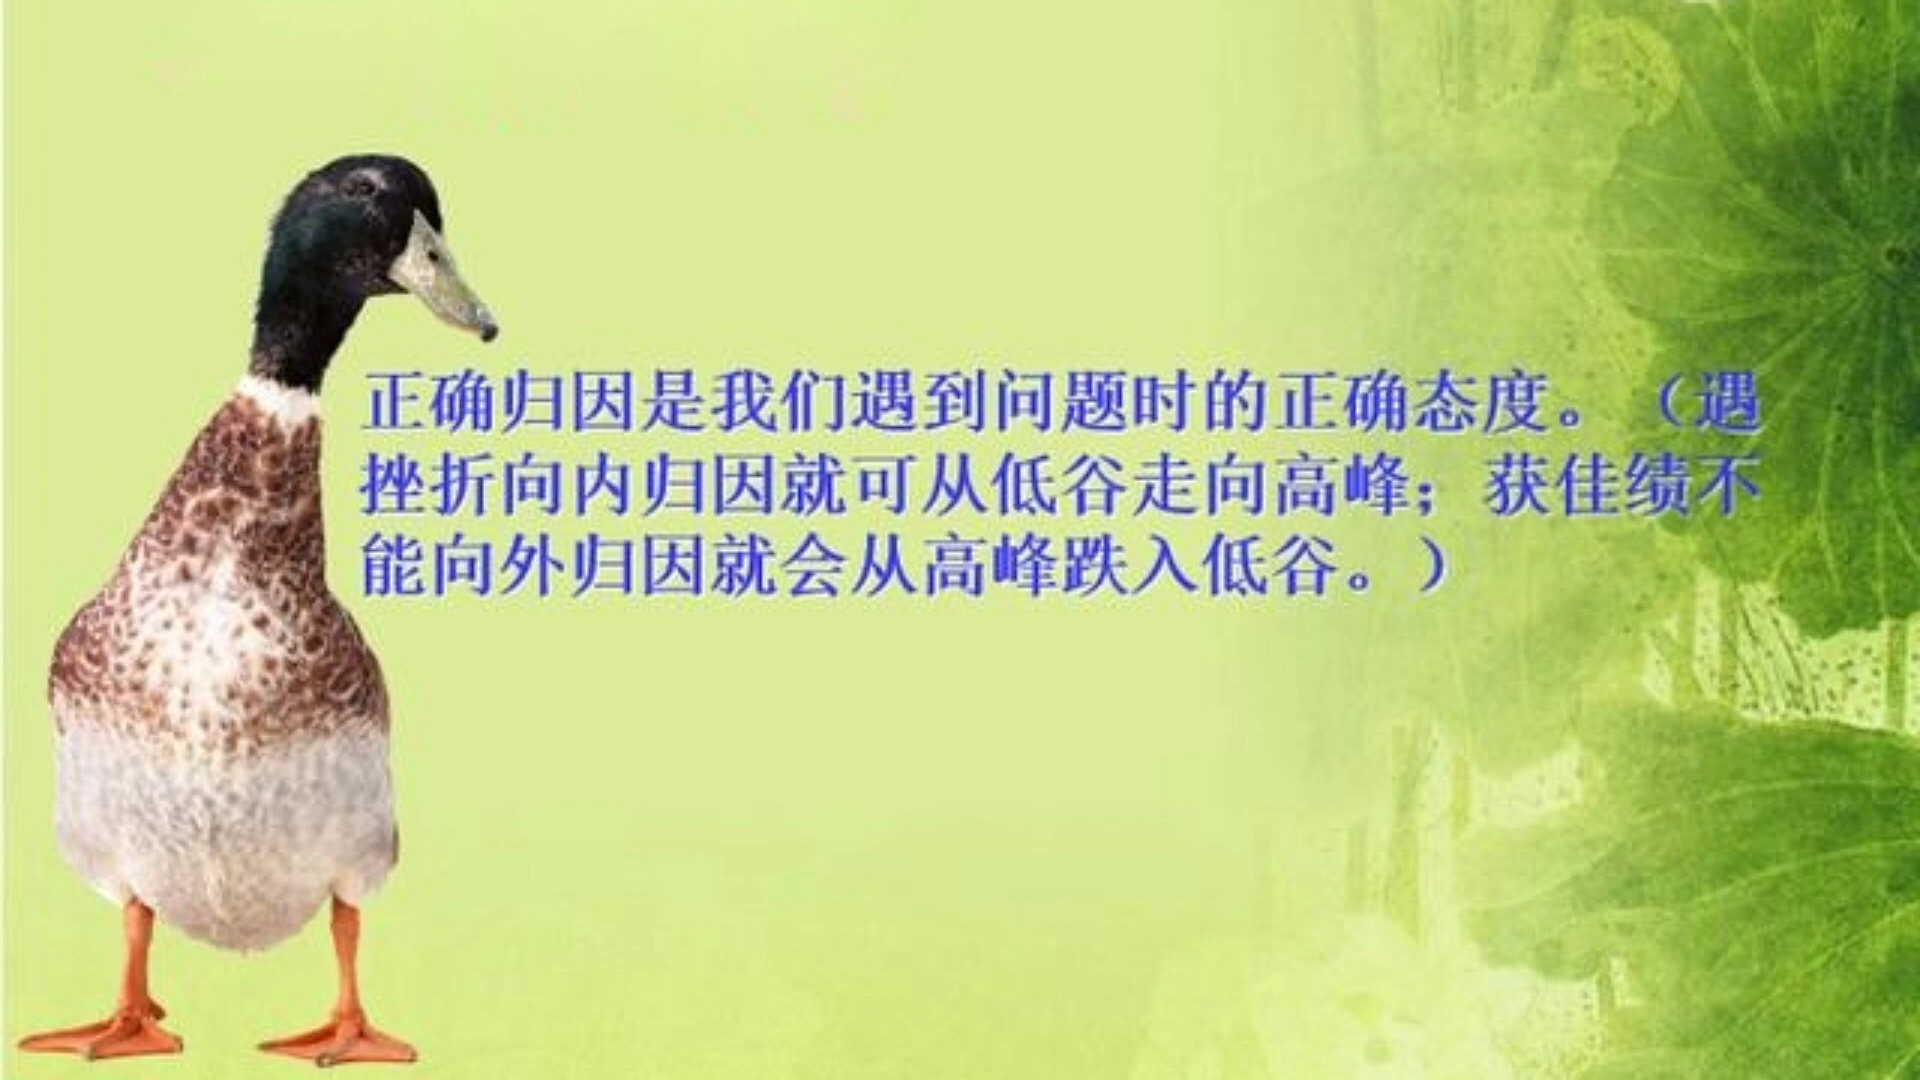 正确归因是我们遇到问题时的正确态度。（遇
挫折向内归因就可从低谷走向高峰；获佳绩不
能向外归因就会从高峰跌入低谷。）